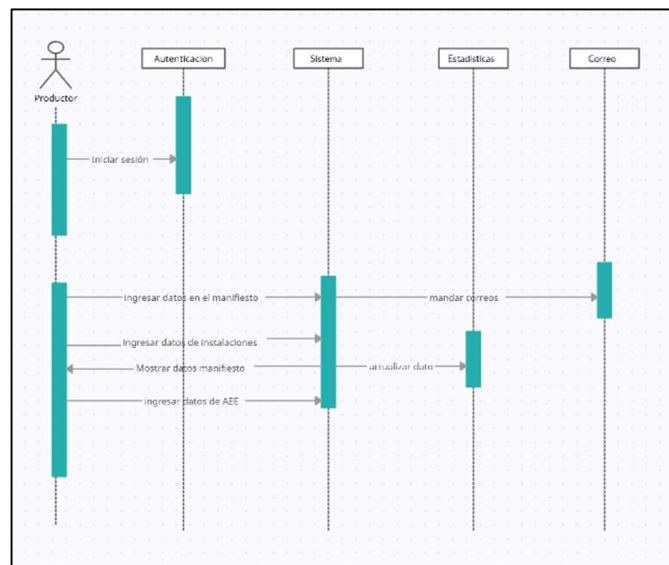 Autenticacion
Sistema
Estadisticas
Correo
Productor
Iniciar sesión
ingresar datos en el manifiesto
mandar correos
Ingresar datos de instalaciones
Mostrar datos manifiesto
actualizar dato
ingresar datos de AEE